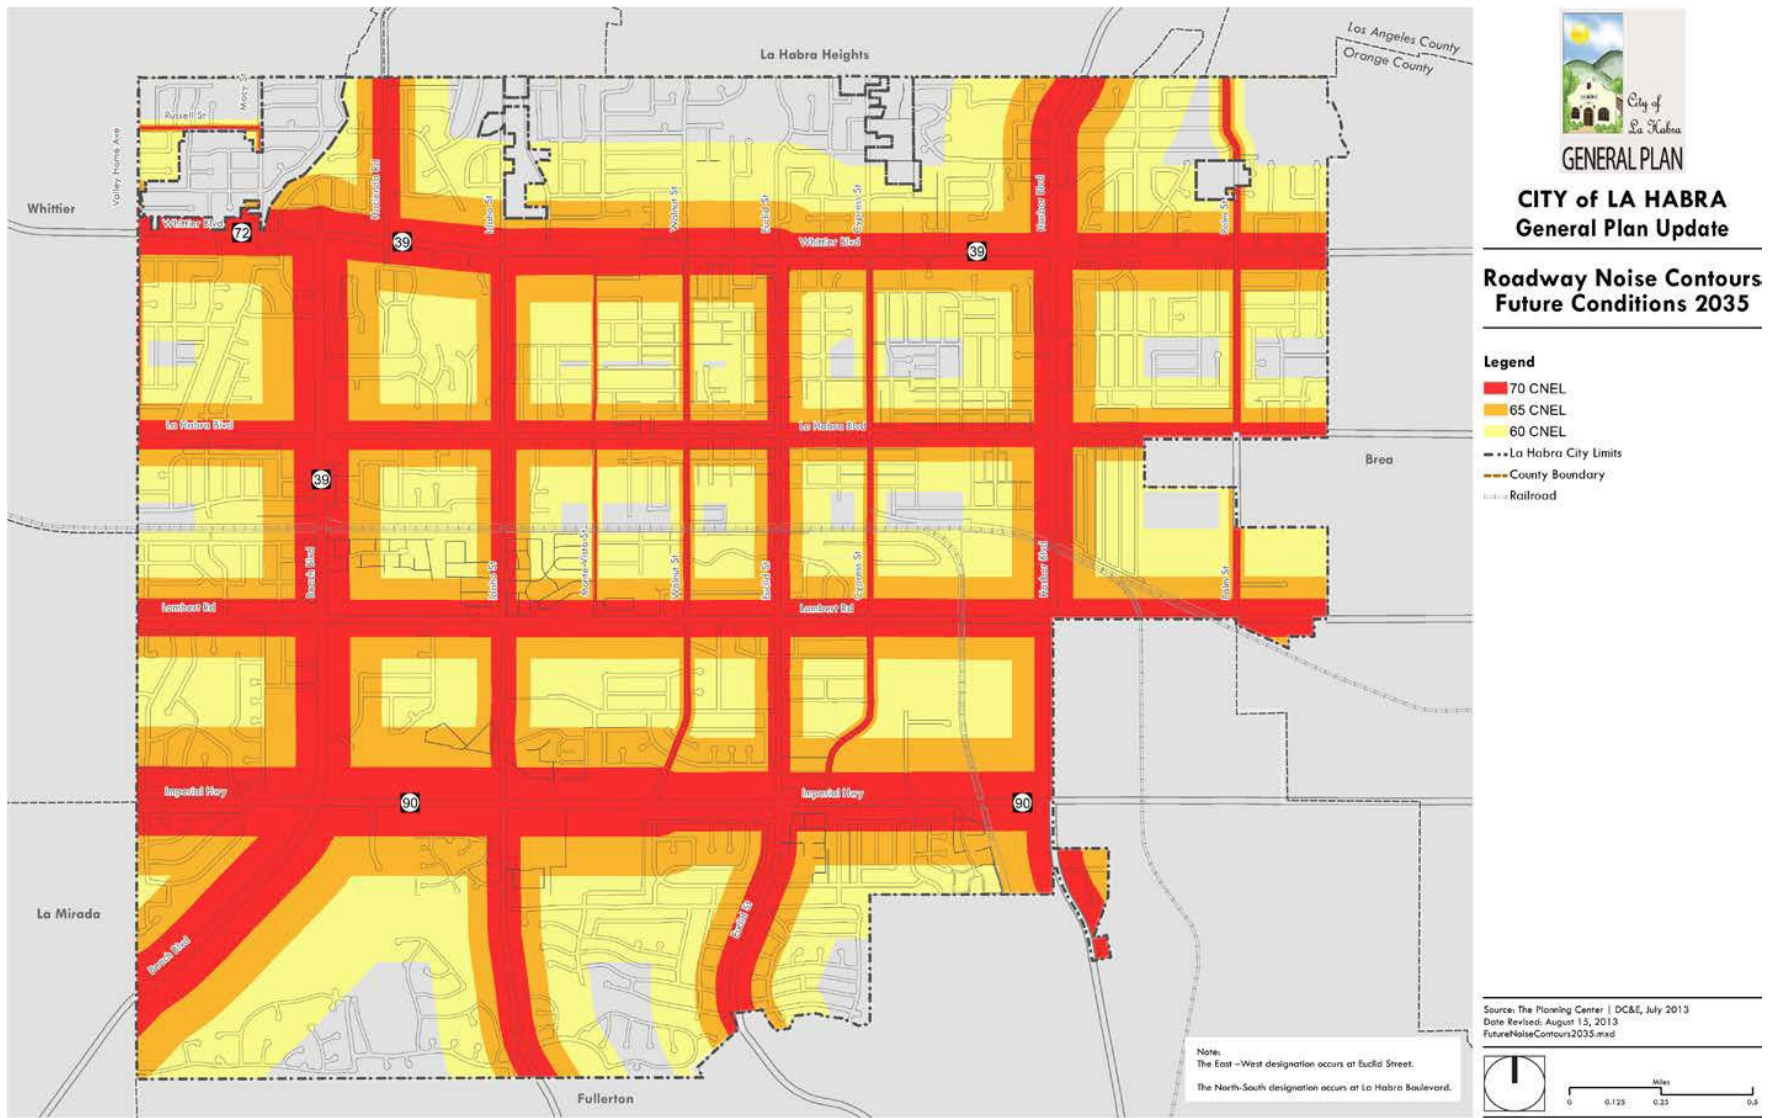 La Habra Heights
Los Angeles County
Orange County
Whittier
Valley Home Ave
Russell St
Macy St
Hacienda Rd
Idaho St
Walnut St
Euclid St
Cypress St
Harbor Blvd
Palm St
Whittier Blvd
72
39
Whittier Blvd
39
La Habra Blvd
La Habra Blvd
Brea
39
Beach Blvd
Idaho St
Monte Vista St
Walnut St
Euclid St
Cypress St
Harbor Blvd
Palm St
Lambert Rd
Lambert Rd
Imperial Hwy
90
Imperial Hwy
90
La Mirada
Beach Blvd
Euclid St
Fullerton
Note:
The East –West designation occurs at Euclid Street.
The North-South designation occurs at La Habra Boulevard.
City of
La Habra
GENERAL PLAN
CITY of LA HABRA
General Plan Update
Roadway Noise Contours
Future Conditions 2035
Legend
70 CNEL
65 CNEL
60 CNEL
La Habra City Limits
County Boundary
Railroad
Source: The Planning Center | DC&E, July 2013
Date Revised: August 15, 2013
FutureNoiseContours2035.mxd
Miles
0 0.125 0.25 0.5